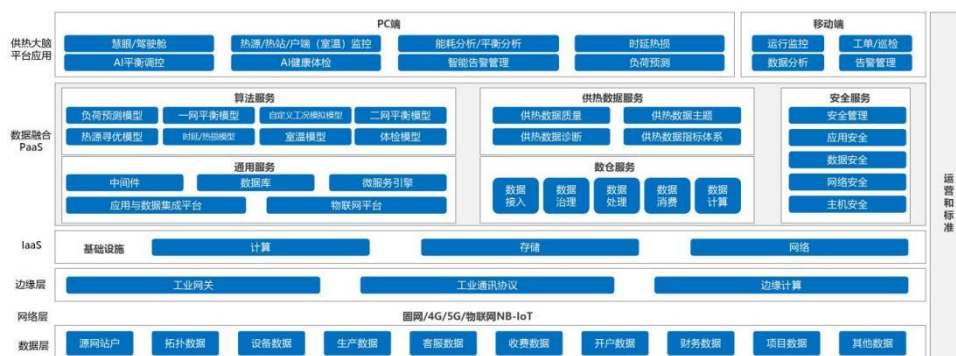 PC端
移动端
供热大脑
平台应用
慧眼/驾驶舱
热源/热站/户端（室温）监控
能耗分析/平衡分析
时延热损
运行监控
工单/巡检
AI平衡调控
AI健康体检
智能告警管理
负荷预测
数据分析
告警管理
数据融合
PaaS
算法服务
负荷预测模型
一网平衡模型
自定义工况模拟模型
二网平衡模型
热源寻优模型
时延/热损模型
室温模型
体检模型
供热数据服务
供热数据质量
供热数据主题
供热数据诊断
供热数据指标体系
安全服务
安全管理
应用安全
数据安全
网络安全
主机安全
通用服务
中间件
数据库
微服务引擎
应用与数据集成平台
物联网平台
数仓服务
数据
接入
数据
治理
数据
处理
数据
消费
数据
计算
运营和标准
IaaS
基础设施
计算
存储
网络
边缘层
工业网关
工业通讯协议
边缘计算
网络层
固网/4G/5G/物联网NB-IoT
数据层
源网站户
拓扑数据
设备数据
生产数据
客服数据
收费数据
开户数据
财务数据
项目数据
其他数据